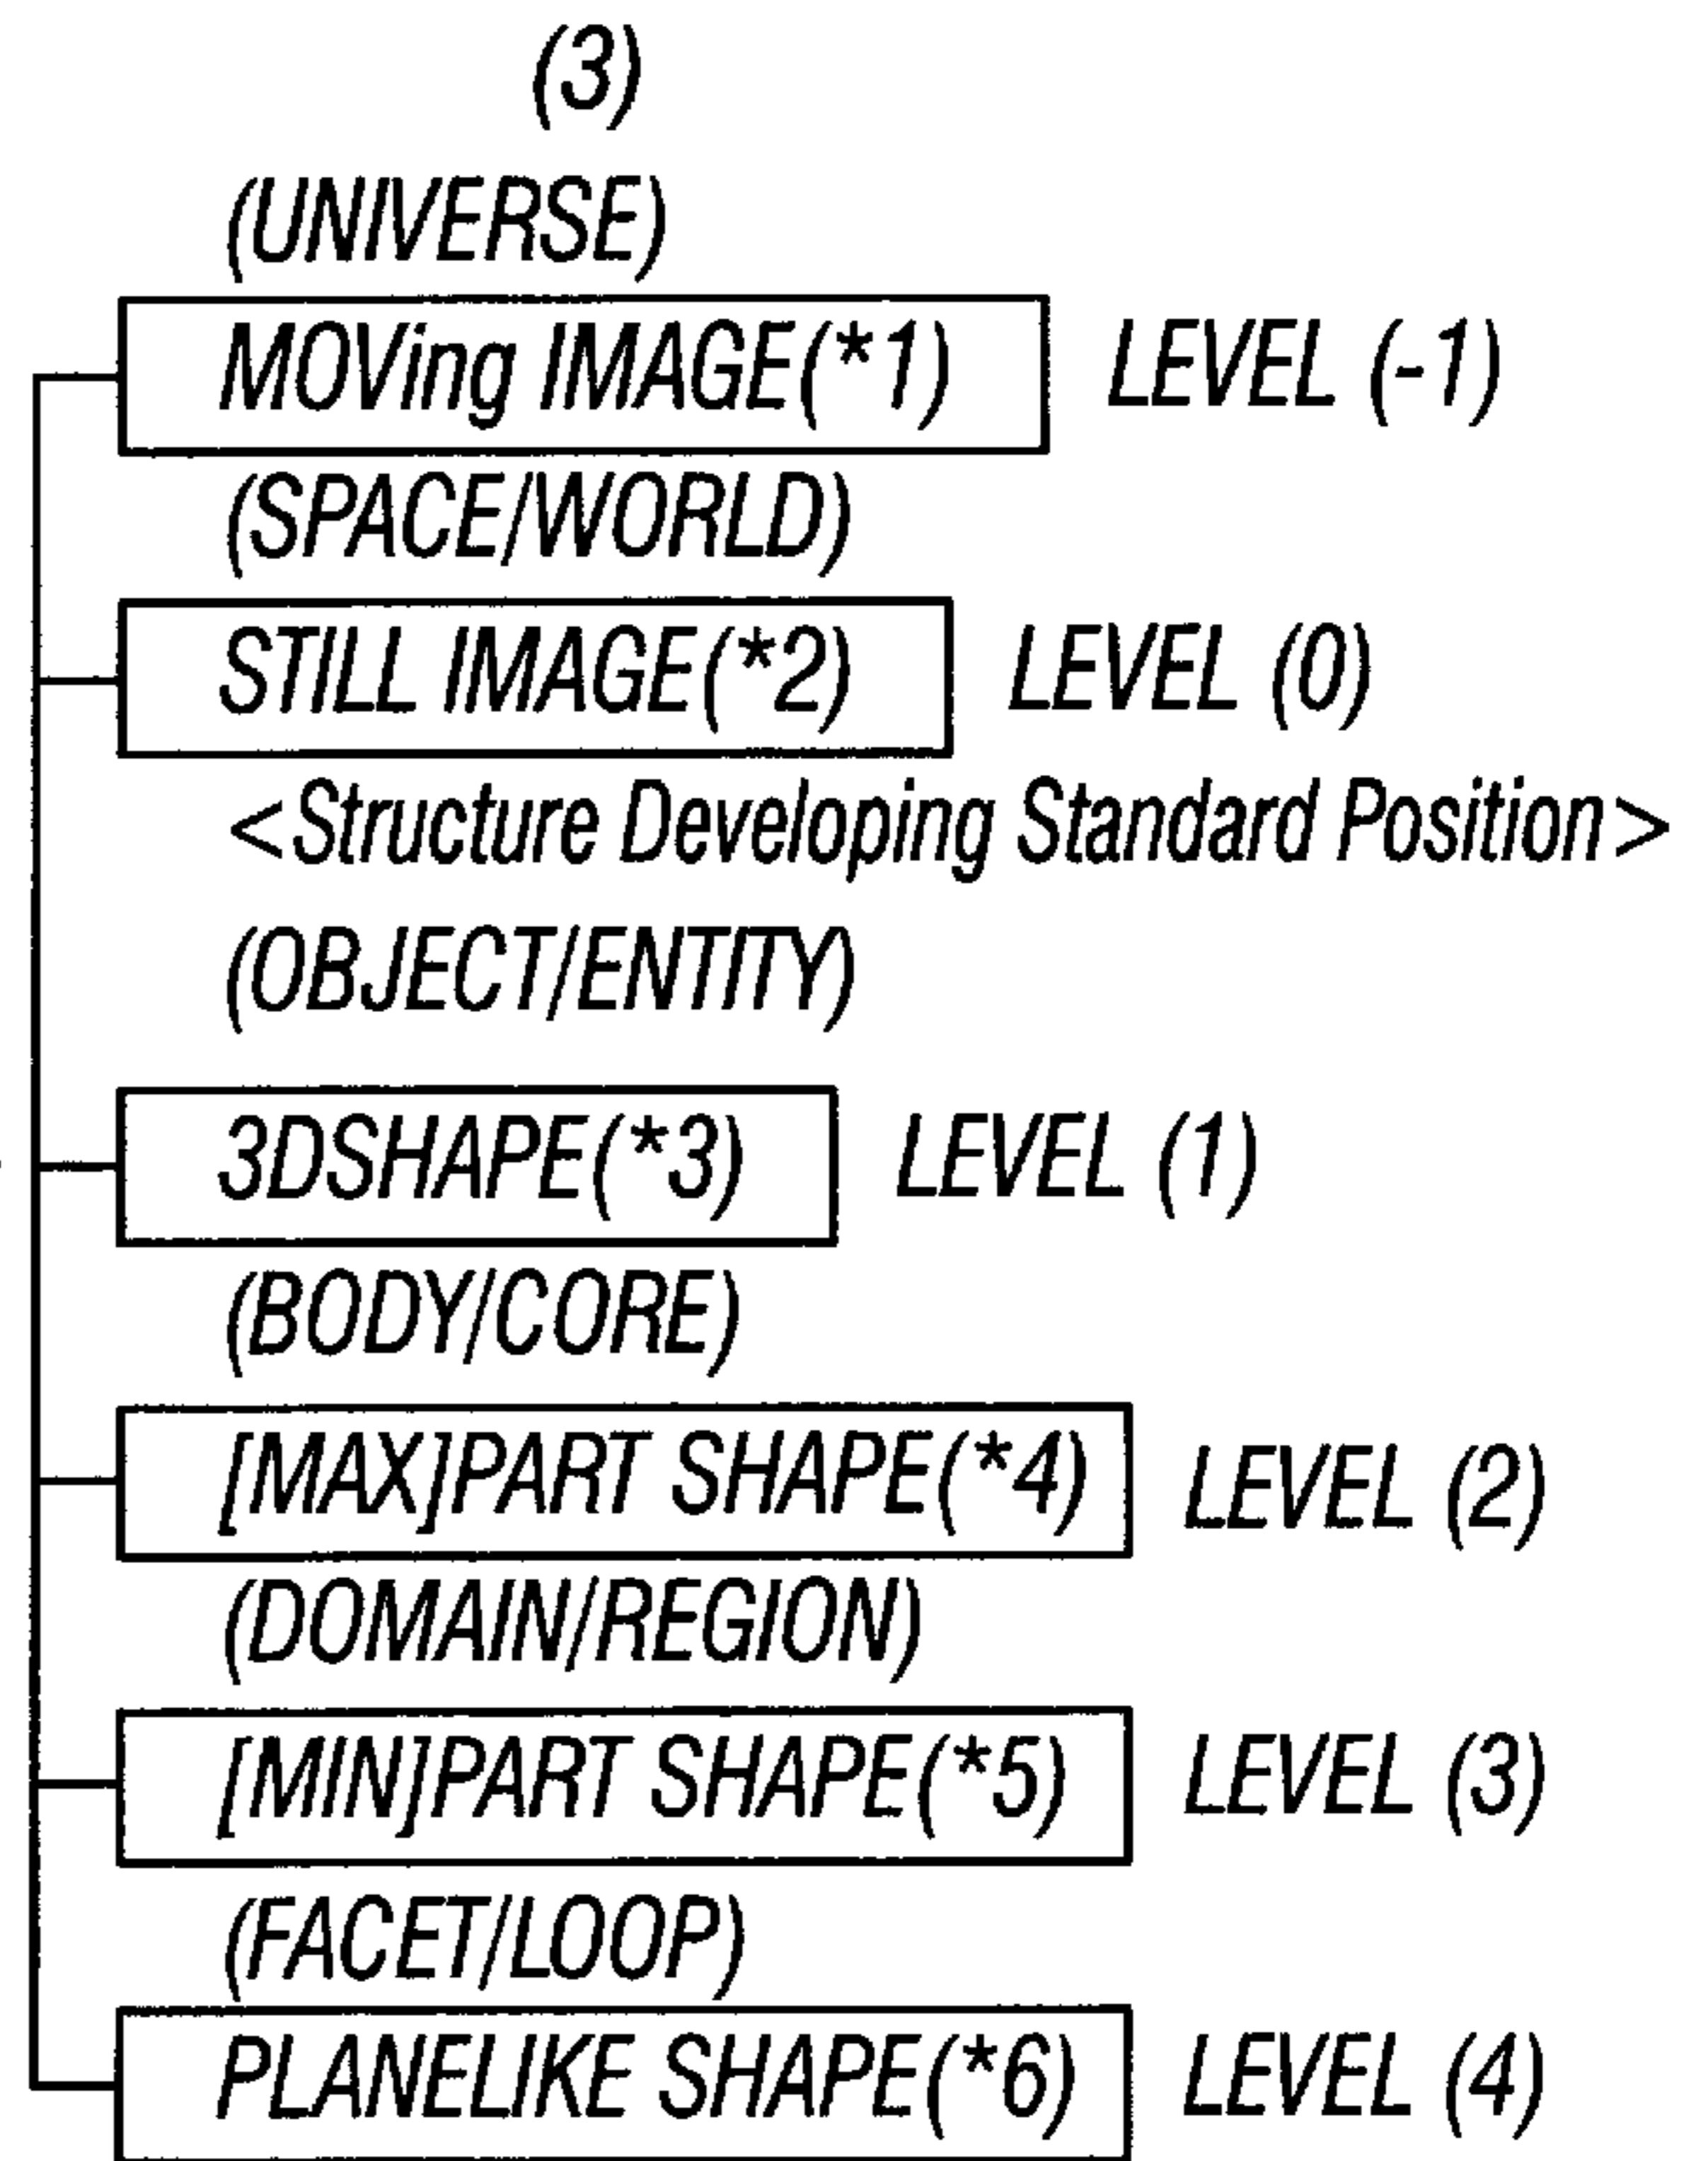 (3)
(UNIVERSE)
MOVing IMAGE(*1) LEVEL (-1)
(SPACE/WORLD)
STILL IMAGE(*2) LEVEL (0)
<Structure Developing Standard Position>
(OBJECT/ENTITY)
3DSHAPE(*3) LEVEL (1)
(BODY/CORE)
[MAX]PART SHAPE(*4) LEVEL (2)
(DOMAIN/REGION)
[MIN]PART SHAPE(*5) LEVEL (3)
(FACET/LOOP)
PLANELIKE SHAPE(*6) LEVEL (4)